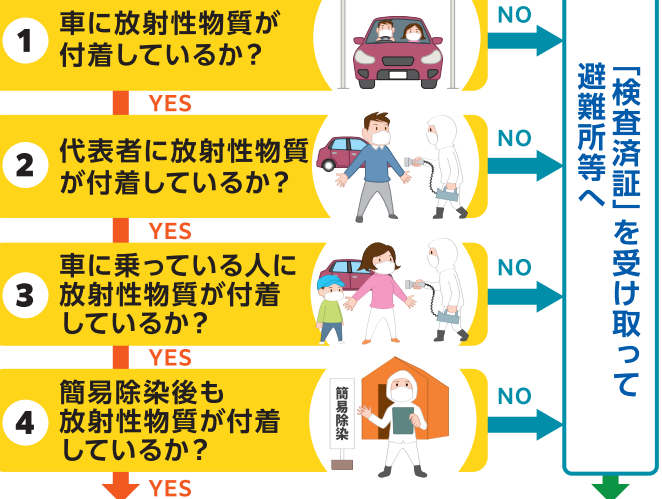 1
車に放射性物質が
付着しているか？
NO
YES
2
代表者に放射性物質
が付着しているか？
NO
YES
3
車に乗っている人に
放射性物質が付着
しているか？
NO
YES
4
簡易除染後も
放射性物質が付着
しているか？
簡易除染
NO
YES
「検査済証」を受け取って
避難所等へ